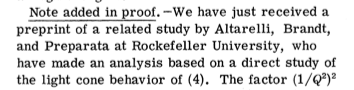 Note added in proof. —We have just received a
preprint of a related study by Altarelli, Brandt,
and Preparata at Rockefeller University, who
have made an analysis based on a direct study of
the light cone behavior of (4). The factor (1/Q²)²